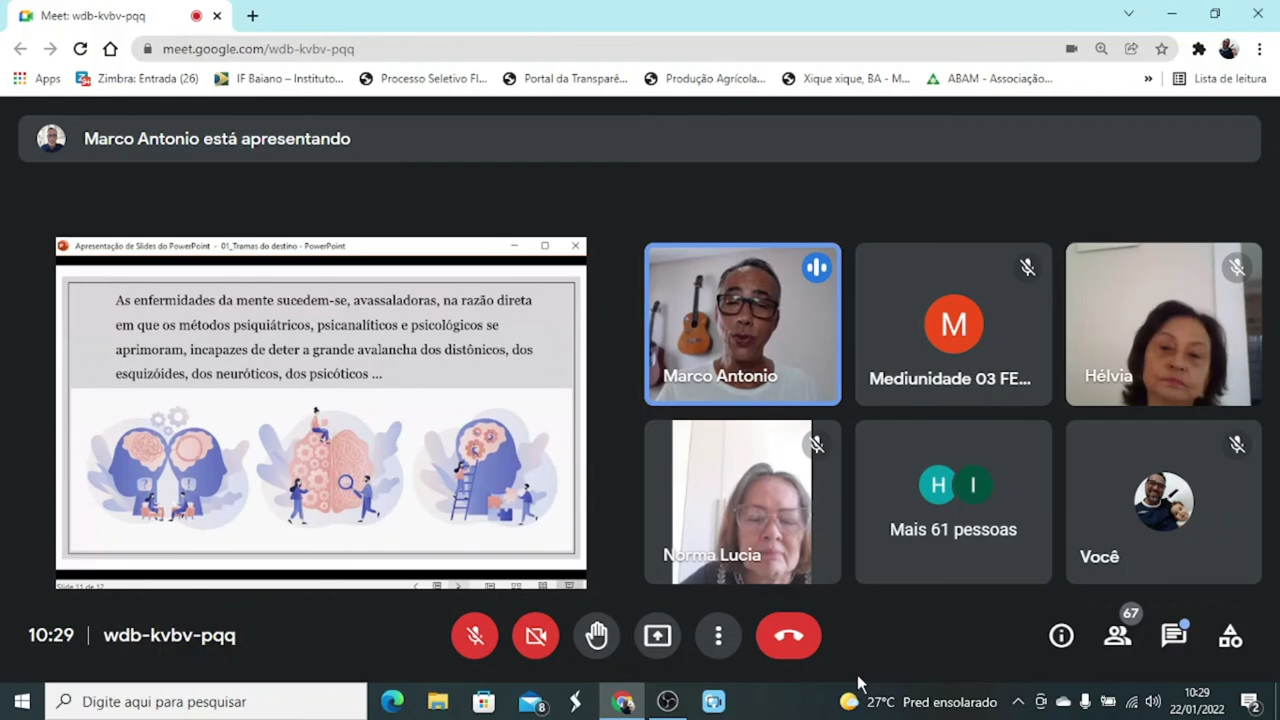 Meet: wdb-kvbv-pqq
meet.google.com/wdb-kvbv-pqq
Apps
Zimbra: Entrada (26)
IF Baiano – Instituto...
Processo Seletivo Fl...
Portal da Transparê...
Produção Agrícola...
Xique xique, BA - M...
ABAM - Associação...
»
Lista de leitura
Marco Antonio está apresentando
Apresentação de Slides do PowerPoint - 01_Tramas do destino - PowerPoint
As enfermidades da mente sucedem-se, avassaladoras, na razão direta
em que os métodos psiquiátricos, psicanalíticos e psicológicos se
aprimoram, incapazes de deter a grande avalancha dos distônicos, dos
esquizóides, dos neuróticos, dos psicóticos ...
? !
Slide 11 de 12
Marco Antonio
M
Mediunidade 03 FE...
Hélvia
Norma Lucia
H I
Mais 61 pessoas
Você
10:29 | wdb-kvbv-pqq
67
Digite aqui para pesquisar
8
27°C Pred ensolarado
10:29
22/01/2022
2